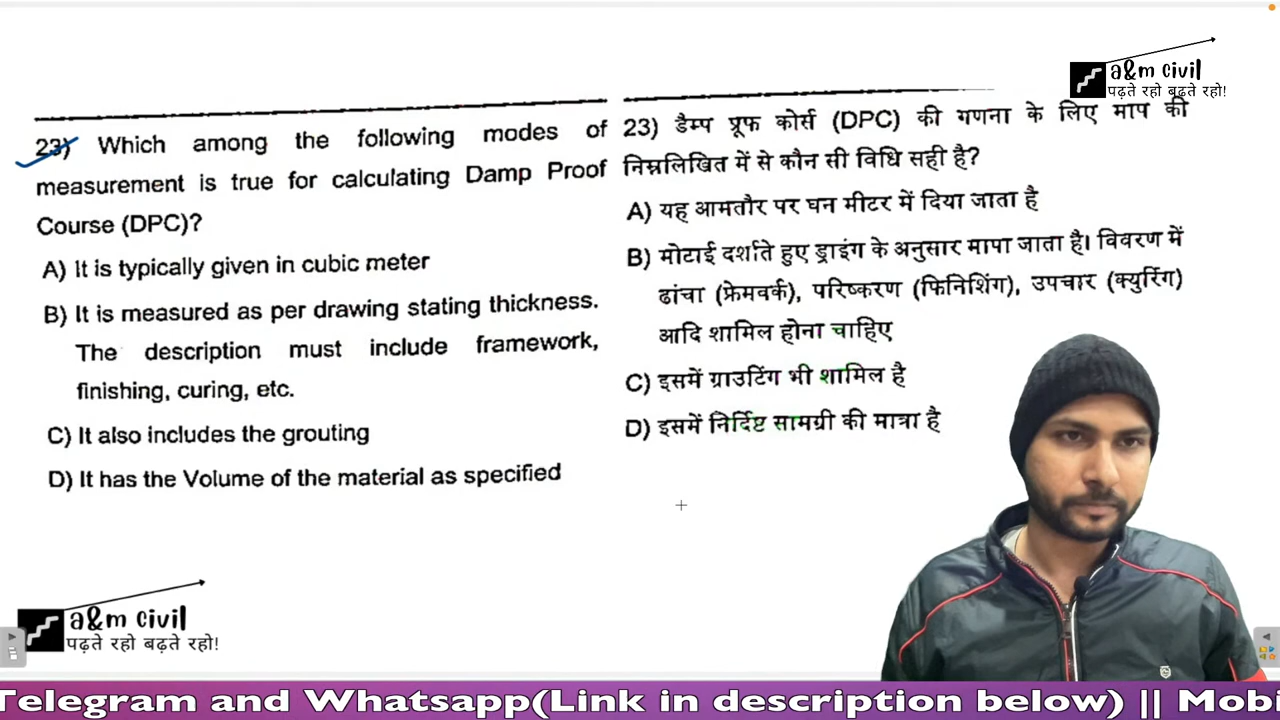 a&m civil
पढ़ते रहो बढ़ते रहो!
23) Which among the following modes of
measurement is true for calculating Damp Proof
Course (DPC)?
A) It is typically given in cubic meter
B) It is measured as per drawing stating thickness.
The description must include framework,
finishing, curing, etc.
C) It also includes the grouting
D) It has the Volume of the material as specified
23) डैम्प प्रूफ कोर्स (DPC) की गणना के लिए माप की
निम्नलिखित में से कौन सी विधि सही है?
A) यह आमतौर पर घन मीटर में दिया जाता है
B) मोटाई दर्शाते हुए ड्राइंग के अनुसार मापा जाता है। विवरण में
ढांचा (फ्रेमवर्क), परिष्करण (फिनिशिंग), उपचार (क्युरिंग)
आदि शामिल होना चाहिए
C) इसमें ग्राउटिंग भी शामिल है
D) इसमें निर्दिष्ट सामग्री की मात्रा है
a&m civil
पढ़ते रहो बढ़ते रहो!
Telegram and Whatsapp(Link in description below) || Mobi